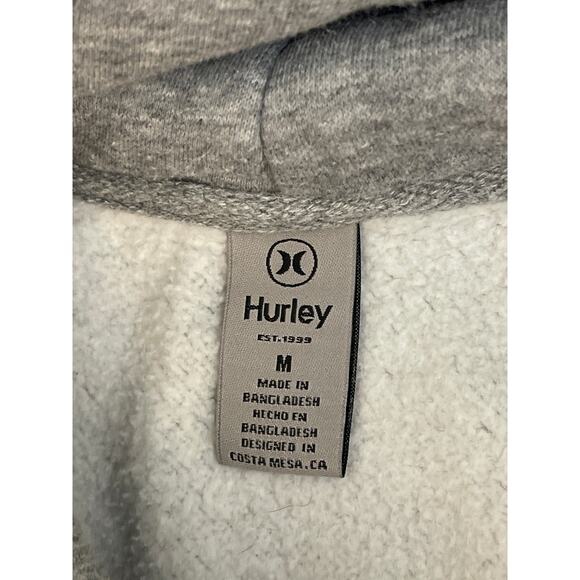 Hurley
EST.1999
M
MADE IN
BANGLADESH
HECHO EN
BANGLADESH
DESIGNED IN
COSTA MESA, CA